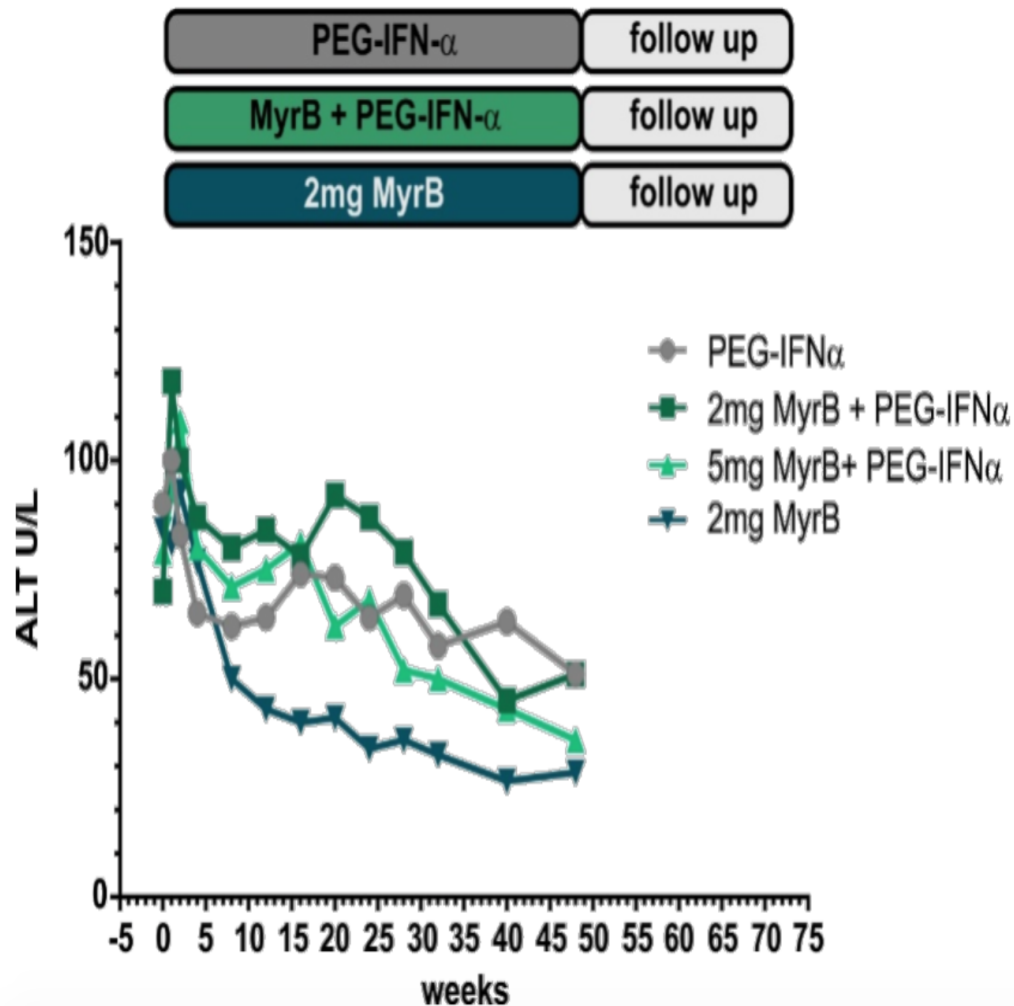 PEG-IFN-α follow up
MyrB + PEG-IFN-α follow up
2mg MyrB follow up
150
100
50
0
ALT U/L
PEG-IFNα
2mg MyrB + PEG-IFNα
5mg MyrB+ PEG-IFNα
2mg MyrB
-5 0 5 10 15 20 25 30 35 40 45 50 55 60 65 70 75
weeks